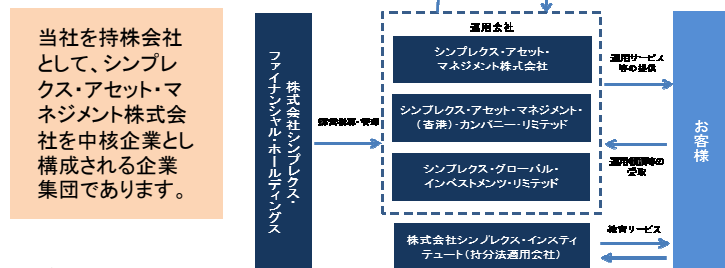 当社を持株会社
として、シンプレ
クス・アセット・マ
ネジメント株式会
社を中核企業とし
構成される企業
集団であります。
株式会社シンプレクス・
ファイナンシャル・ホールディングス
運用会社
シンプレクス・アセット・
マネジメント株式会社
シンプレクス・アセット・マネジメント・
(香港)・カンパニー・リミテッド
シンプレクス・グローバル・
インベストメンツ・リミテッド
株式会社シンプレクス・インスティ
テュート(持分法適用会社)
運用サービス
等の提供
受取
教育サービス
お客様